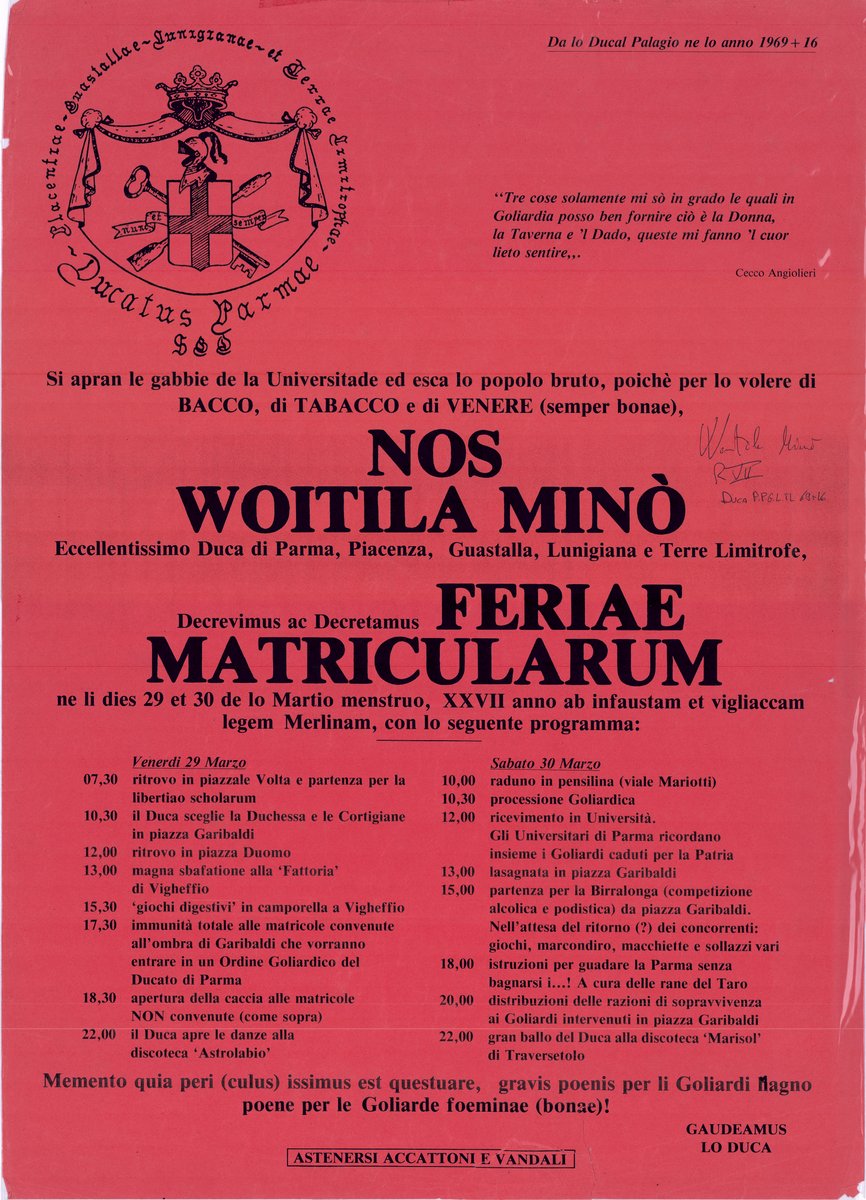 Placentiae~Guastallae~Lunigianae~et Terrae Limitrophae~
~Ducatus Parmae~
nunc et semper
Da lo Ducal Palagio ne lo anno 1969+16
“Tre cose solamente mi sò in grado le quali in
Goliardia posso ben fornire ciò è la Donna,
la Taverna e 'l Dado, queste mi fanno 'l cuor
lieto sentire,,.
Cecco Angiolieri
Si apran le gabbie de la Universitade ed esca lo popolo bruto, poichè per lo volere di
BACCO, di TABACCO e di VENERE (semper bonae),
NOS
WOITILA MINÒ
Woitila Minò
R VII
DUCA P.P.G.L.TL 69+16
Eccellentissimo Duca di Parma, Piacenza, Guastalla, Lunigiana e Terre Limitrofe,
Decrevimus ac Decretamus FERIAE
MATRICULARUM
ne li dies 29 et 30 de lo Martio menstruo, XXVII anno ab infaustam et vigliaccam
legem Merlinam, con lo seguente programma:
Venerdi 29 Marzo
07,30 ritrovo in piazzale Volta e partenza per la
libertiao scholarum
10,30 il Duca sceglie la Duchessa e le Cortigiane
in piazza Garibaldi
12,00 ritrovo in piazza Duomo
13,00 magna sbafatione alla ‘Fattoria’
di Vigheffio
15,30 ‘giochi digestivi’ in camporella a Vigheffio
17,30 immunità totale alle matricole convenute
all'ombra di Garibaldi che vorranno
entrare in un Ordine Goliardico del
Ducato di Parma
18,30 apertura della caccia alle matricole
NON convenute (come sopra)
22,00 il Duca apre le danze alla
discoteca ‘Astrolabio’
Sabato 30 Marzo
10,00 raduno in pensilina (viale Mariotti)
10,30 processione Goliardica
12,00 ricevimento in Università.
Gli Universitari di Parma ricordano
insieme i Goliardi caduti per la Patria
13,00 lasagnata in piazza Garibaldi
15,00 partenza per la Birralonga (competizione
alcolica e podistica) da piazza Garibaldi.
Nell'attesa del ritorno (?) dei concorrenti:
giochi, marcondiro, macchiette e sollazzi vari
18,00 istruzioni per guadare la Parma senza
bagnarsi i...! A cura delle rane del Taro
20,00 distribuzioni delle razioni di sopravvivenza
ai Goliardi intervenuti in piazza Garibaldi
22,00 gran ballo del Duca alla discoteca ‘Marisol’
di Traversetolo
Memento quia peri (culus) issimus est questuare, gravis poenis per li Goliardi Magno
poene per le Goliarde foeminae (bonae)!
GAUDEAMUS
LO DUCA
ASTENERSI ACCATTONI E VANDALI